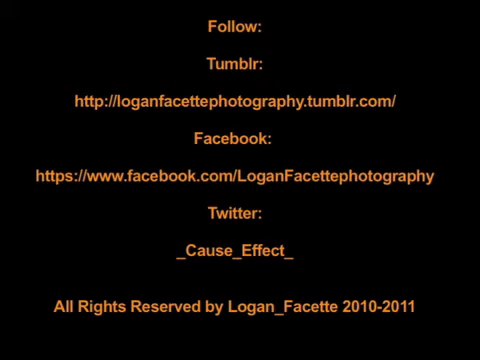 Follow:
Tumblr:
http://loganfacettephotography.tumblr.com/
Facebook:
https://www.facebook.com/LoganFacettephotography
Twitter:
_Cause_Effect_
All Rights Reserved by Logan_Facette 2010-2011